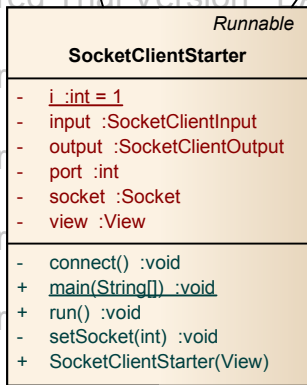 Runnable
SocketClientStarter
- i :int = 1
- input :SocketClientInput
- output :SocketClientOutput
- port :int
- socket :Socket
- view :View
- connect() :void
+ main(String[]) :void
+ run() :void
- setSocket(int) :void
+ SocketClientStarter(View)